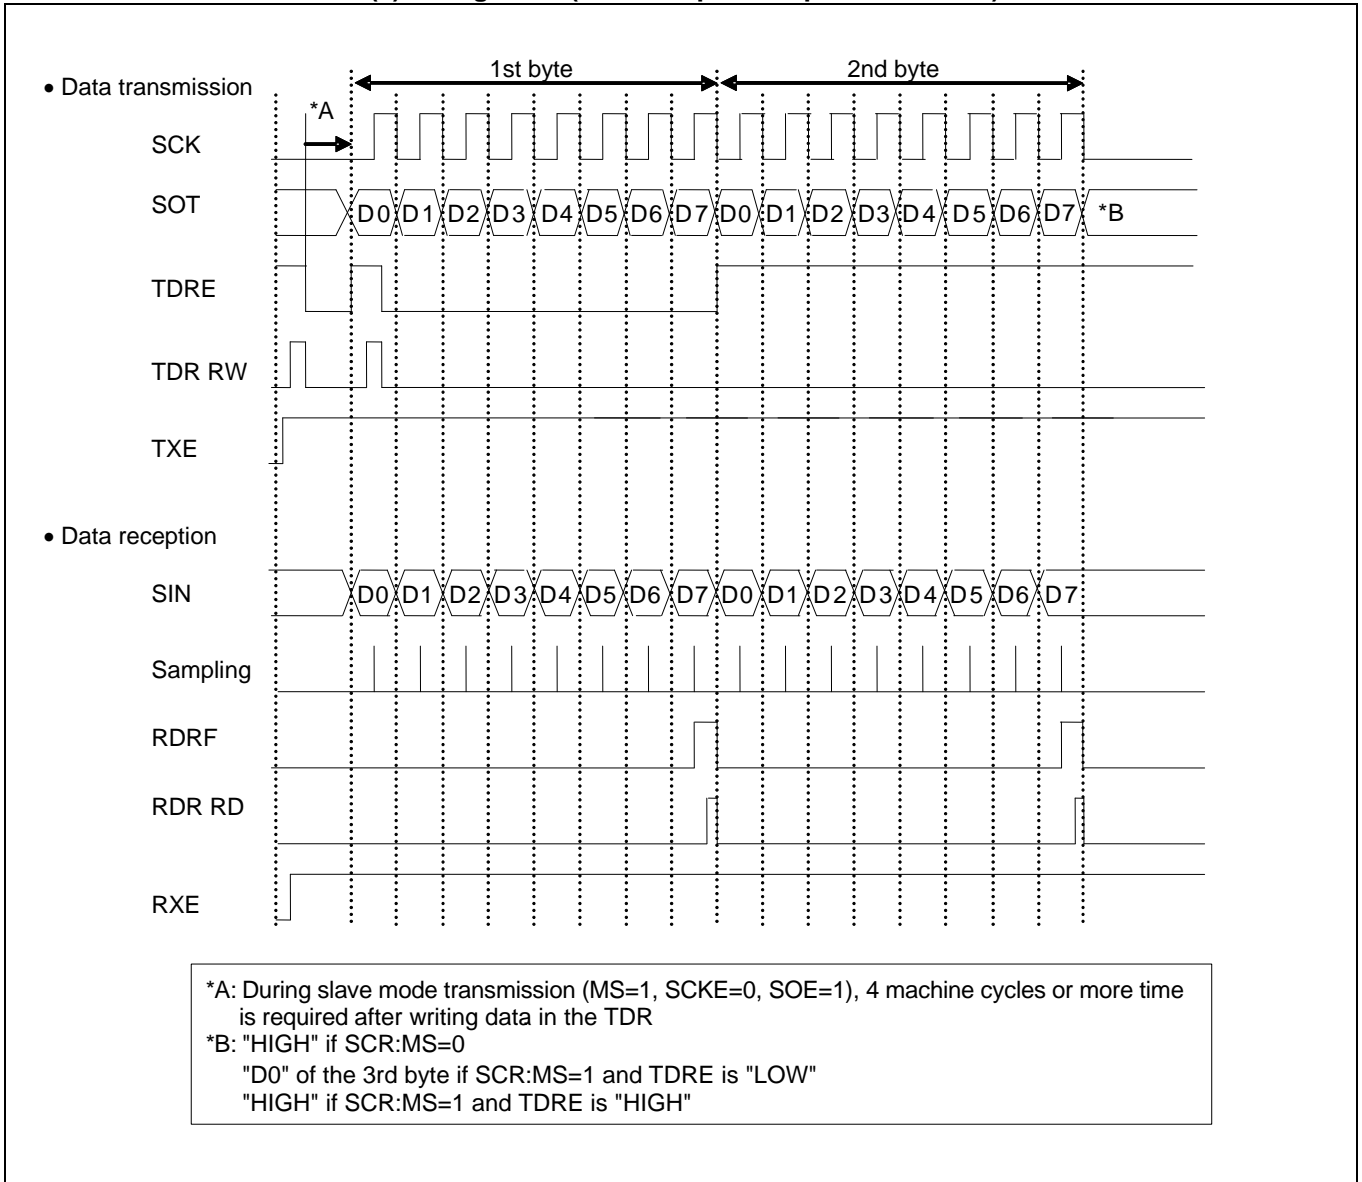 1st byte 2nd byte
• Data transmission
*A
SCK
SOT D0 D1 D2 D3 D4 D5 D6 D7 D0 D1 D2 D3 D4 D5 D6 D7 *B
TDRE
TDR RW
TXE
• Data reception
SIN D0 D1 D2 D3 D4 D5 D6 D7 D0 D1 D2 D3 D4 D5 D6 D7
Sampling
RDRF
RDR RD
RXE
*A: During slave mode transmission (MS=1, SCKE=0, SOE=1), 4 machine cycles or more time
is required after writing data in the TDR
*B: "HIGH" if SCR:MS=0
"D0" of the 3rd byte if SCR:MS=1 and TDRE is "LOW"
"HIGH" if SCR:MS=1 and TDRE is "HIGH"